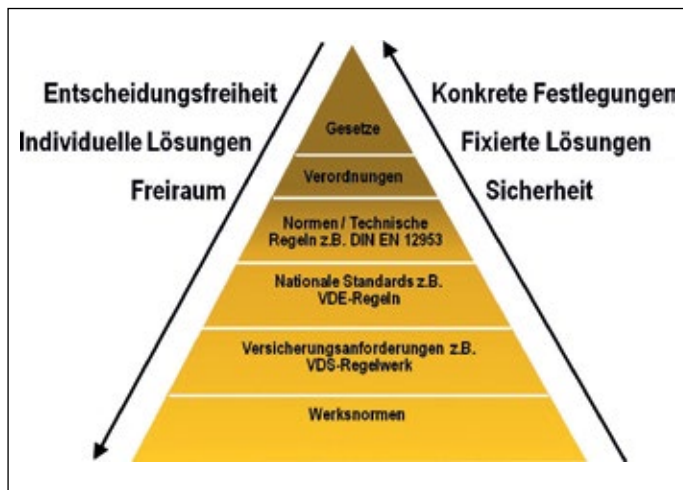 Entscheidungsfreiheit
Individuelle Lösungen
Freiraum
Konkrete Festlegungen
Fixierte Lösungen
Sicherheit
Gesetze
Verordnungen
Normen / Technische
Regeln z.B. DIN EN 12953
Nationale Standards z.B.
VDE-Regeln
Versicherungsanforderungen z.B.
VDS-Regelwerk
Werksnormen